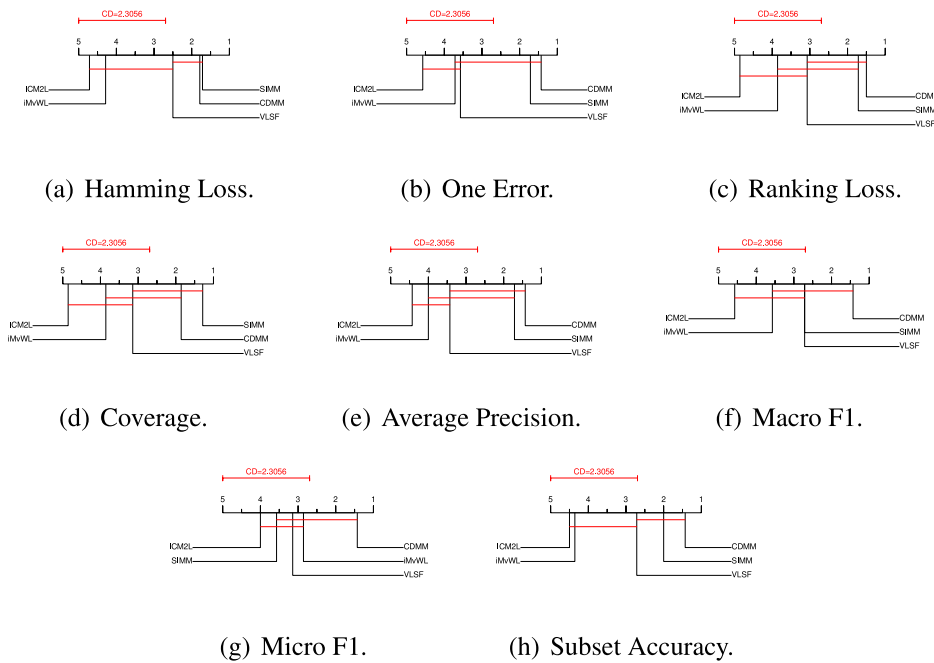 CD=2.3056
5 4 3 2 1
ICM2L
iMvWL
SIMM
CDMM
VLSF
(a) Hamming Loss.
CD=2.3056
5 4 3 2 1
ICM2L
iMvWL
CDMM
SIMM
VLSF
(b) One Error.
CD=2.3056
5 4 3 2 1
ICM2L
iMvWL
CDMM
SIMM
VLSF
(c) Ranking Loss.
CD=2.3056
5 4 3 2 1
ICM2L
iMvWL
SIMM
CDMM
VLSF
(d) Coverage.
CD=2.3056
5 4 3 2 1
ICM2L
iMvWL
CDMM
SIMM
VLSF
(e) Average Precision.
CD=2.3056
5 4 3 2 1
ICM2L
iMvWL
CDMM
SIMM
VLSF
(f) Macro F1.
CD=2.3056
5 4 3 2 1
ICM2L
SIMM
CDMM
iMvWL
VLSF
(g) Micro F1.
CD=2.3056
5 4 3 2 1
ICM2L
iMvWL
CDMM
SIMM
VLSF
(h) Subset Accuracy.